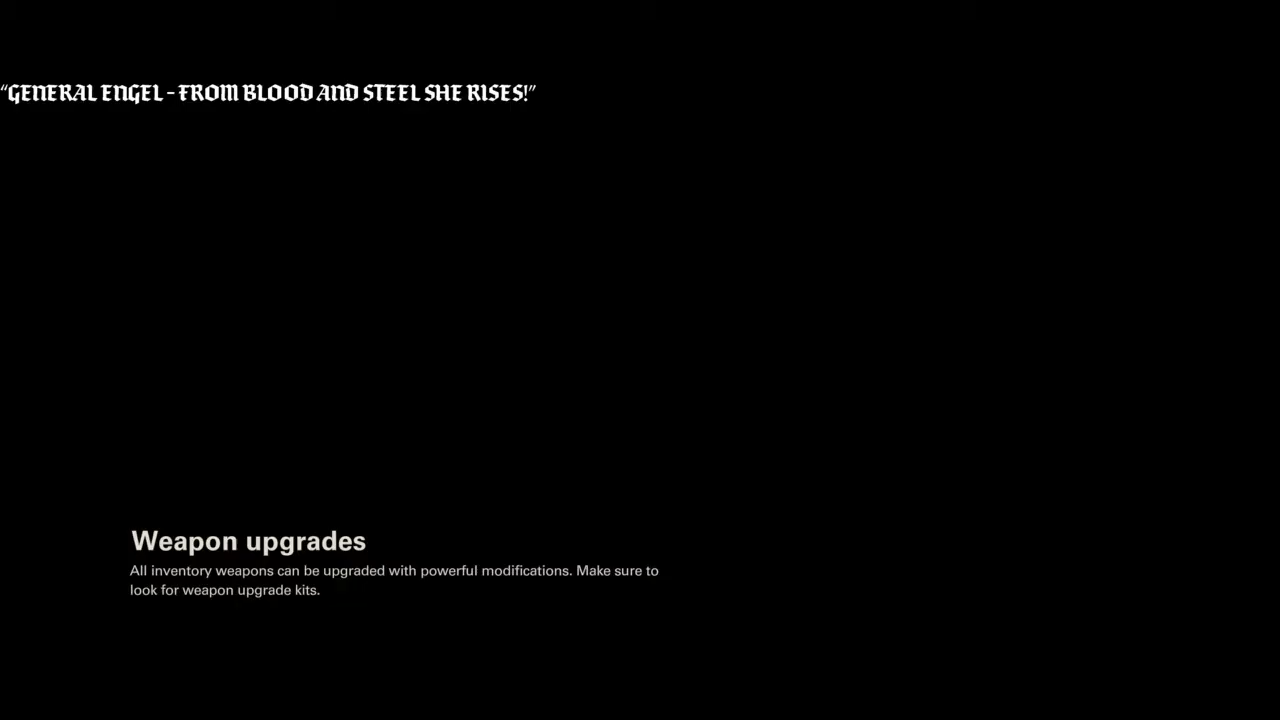 “GENERAL ENGEL – FROM BLOOD AND STEEL SHE RISES!”
Weapon upgrades
All inventory weapons can be upgraded with powerful modifications. Make sure to
look for weapon upgrade kits.